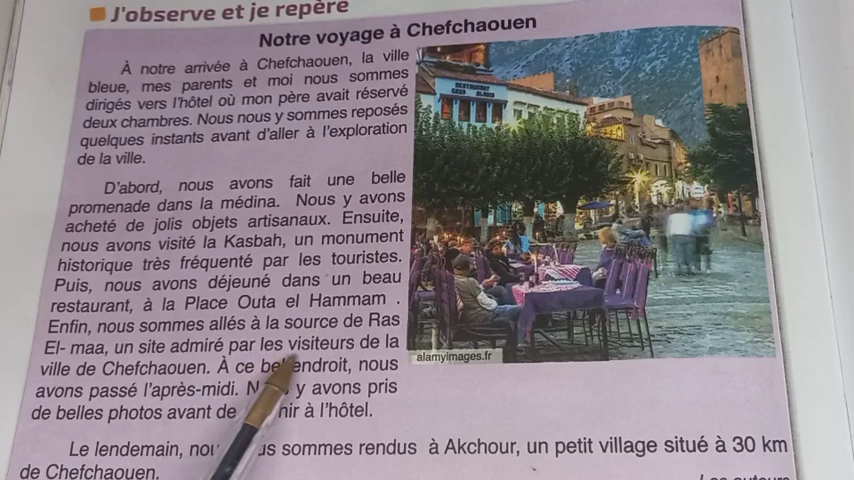 J'observe et je repère
Notre voyage à Chefchaouen
À notre arrivée à Chefchaouen, la ville
bleue, mes parents et moi nous sommes
dirigés vers l'hôtel où mon père avait réservé
deux chambres. Nous nous y sommes reposés
quelques instants avant d'aller à l'exploration
de la ville.
D'abord, nous avons fait une belle
promenade dans la médina. Nous y avons
acheté de jolis objets artisanaux. Ensuite,
nous avons visité la Kasbah, un monument
historique très fréquenté par les touristes.
Puis, nous avons déjeuné dans un beau
restaurant, à la Place Outa el Hammam .
Enfin, nous sommes allés à la source de Ras
El- maa, un site admiré par les visiteurs de la
ville de Chefchaouen. À ce bel endroit, nous
avons passé l'après-midi. y avons pris
de belles photos avant de à l'hôtel.
Le lendemain, sommes rendus à Akchour, un petit village situé à 30 km
de Chefchaouen.
RESTAURANT
alamyimages.fr